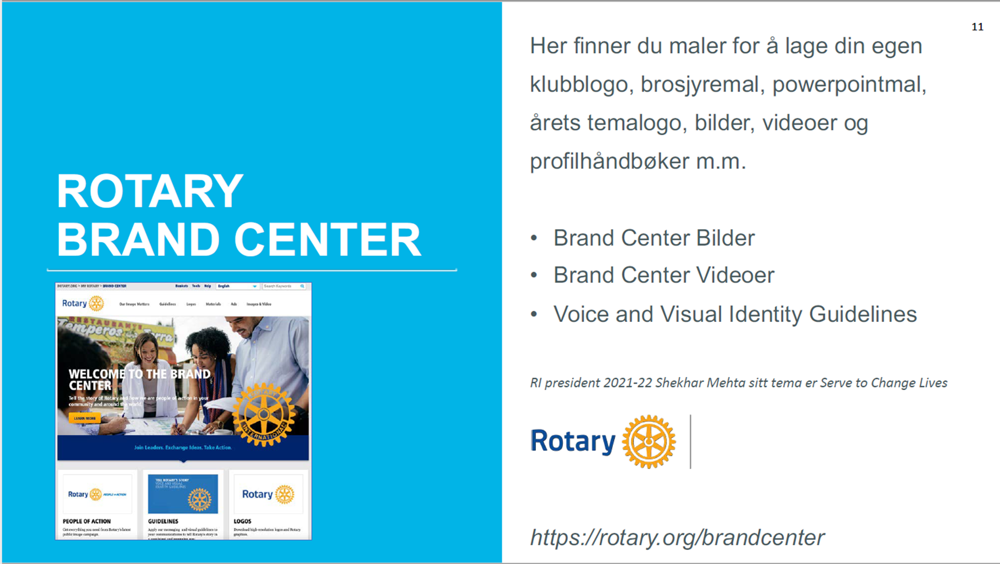 11
ROTARY
BRAND CENTER
ROTARY.ORG > MY ROTARY > BRAND CENTER
Baskets Tools Help English Search Keywords
Rotary
Our Image Matters Guidelines Logos Materials Ads Images & Video
RESTAURANTE
Temperos
Terra
WELCOME TO THE BRAND
CENTER
Tell the story of Rotary and how we are people of action in your
community and around the world.
LEARN MORE
ROTARY
INTERNATIONAL
Join Leaders. Exchange Ideas. Take Action.
Rotary PEOPLE OF ACTION
TELL ROTARY'S STORY
VOICE AND VISUAL
IDENTITY GUIDELINES
Rotary
PEOPLE OF ACTION
Get everything you need from Rotary's latest
public image campaign.
GUIDELINES
Apply our messaging and visual guidelines to
your communications to tell Rotary's story in
LOGOS
Download high-resolution logos and Rotary
graphics.
Her finner du maler for å lage din egen
klubblogo, brosjyremal, powerpointmal,
årets temalogo, bilder, videoer og
profilhåndbøker m.m.
• Brand Center Bilder
• Brand Center Videoer
• Voice and Visual Identity Guidelines
RI president 2021-22 Shekhar Mehta sitt tema er Serve to Change Lives
Rotary
https://rotary.org/brandcenter